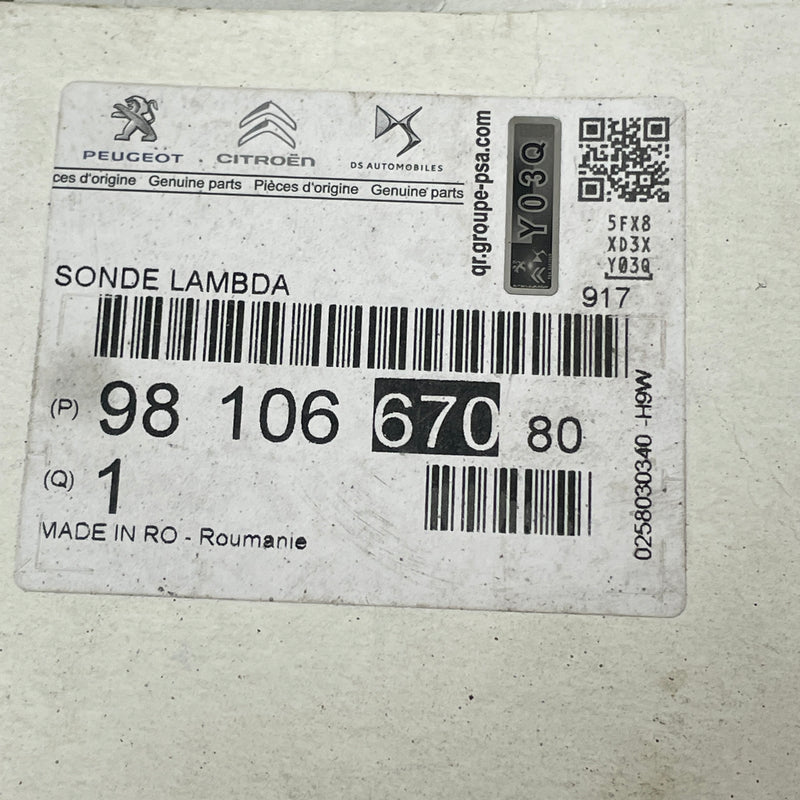 PEUGEOT
CITROËN
DS AUTOMOBILES
ces d'origine Genuine parts Pièces d'origine Genuine parts
qr.groupe-psa.com
Y03Q
5FX8
XD3X
Y03Q
917
SONDE LAMBDA
(P) 98 106 670 80
(Q) 1
MADE IN RO - Roumanie
0258030340 -H9W